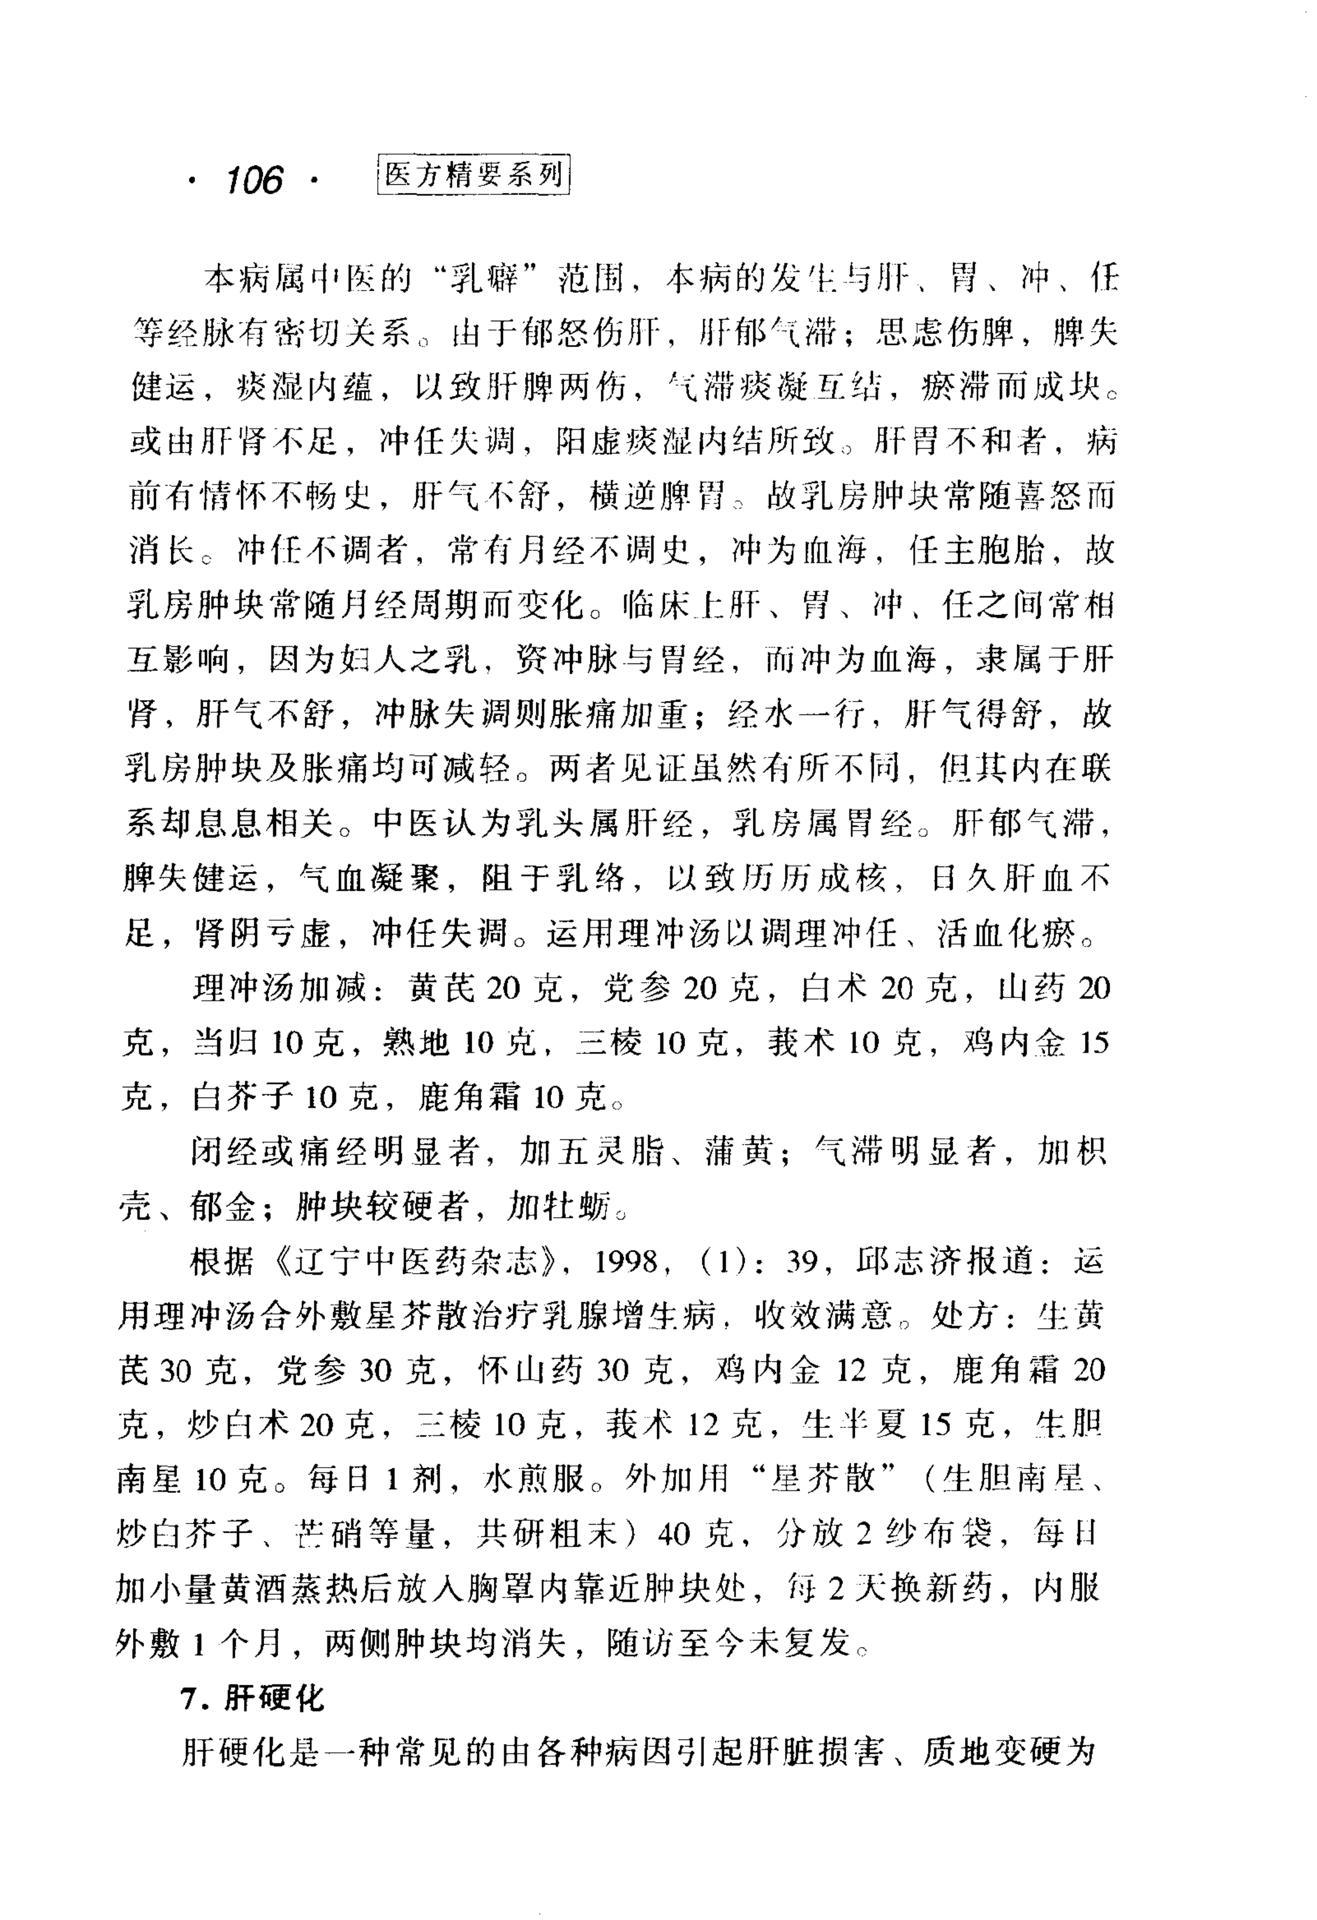 · 106 · 医方精要系列
本病属中医的“乳癖”范围，本病的发生与肝、胃、冲、任
等经脉有密切关系。由于郁怒伤肝，肝郁气滞；思虑伤脾，脾失
健运，痰湿内蕴，以致肝脾两伤，气滞痰凝互结，瘀滞而成块。
或由肝肾不足，冲任失调，阳虚痰湿内结所致。肝胃不和者，病
前有情怀不畅史，肝气不舒，横逆脾胃。故乳房肿块常随喜怒而
消长。冲任不调者，常有月经不调史，冲为血海，任主胞胎，故
乳房肿块常随月经周期而变化。临床上肝、胃、冲、任之间常相
互影响，因为妇人之乳，资冲脉与胃经，而冲为血海，隶属于肝
肾，肝气不舒，冲脉失调则胀痛加重；经水一行，肝气得舒，故
乳房肿块及胀痛均可减轻。两者见证虽然有所不同，但其内在联
系却息息相关。中医认为乳头属肝经，乳房属胃经。肝郁气滞，
脾失健运，气血凝聚，阻于乳络，以致历历成核，日久肝血不
足，肾阴亏虚，冲任失调。运用理冲汤以调理冲任、活血化瘀。
理冲汤加减：黄芪 20 克，党参 20 克，白术 20 克，山药 20
克，当归 10 克，熟地 10 克，三棱 10 克，莪术 10 克，鸡内金 15
克，白芥子 10 克，鹿角霜 10 克。
闭经或痛经明显者，加五灵脂、蒲黄；气滞明显者，加枳
壳、郁金；肿块较硬者，加牡蛎。
根据《辽宁中医药杂志》，1998，(1)：39，邱志济报道：运
用理冲汤合外敷星芥散治疗乳腺增生病，收效满意。处方：生黄
芪 30 克，党参 30 克，怀山药 30 克，鸡内金 12 克，鹿角霜 20
克，炒白术 20 克，三棱 10 克，莪术 12 克，生半夏 15 克，生胆
南星 10 克。每日 1 剂，水煎服。外加用“星芥散”（生胆南星、
炒白芥子、芒硝等量，共研粗末）40 克，分放 2 纱布袋，每日
加小量黄酒蒸热后放入胸罩内靠近肿块处，每 2 天换新药，内服
外敷 1 个月，两侧肿块均消失，随访至今未复发。
7. 肝硬化
肝硬化是一种常见的由各种病因引起肝脏损害、质地变硬为